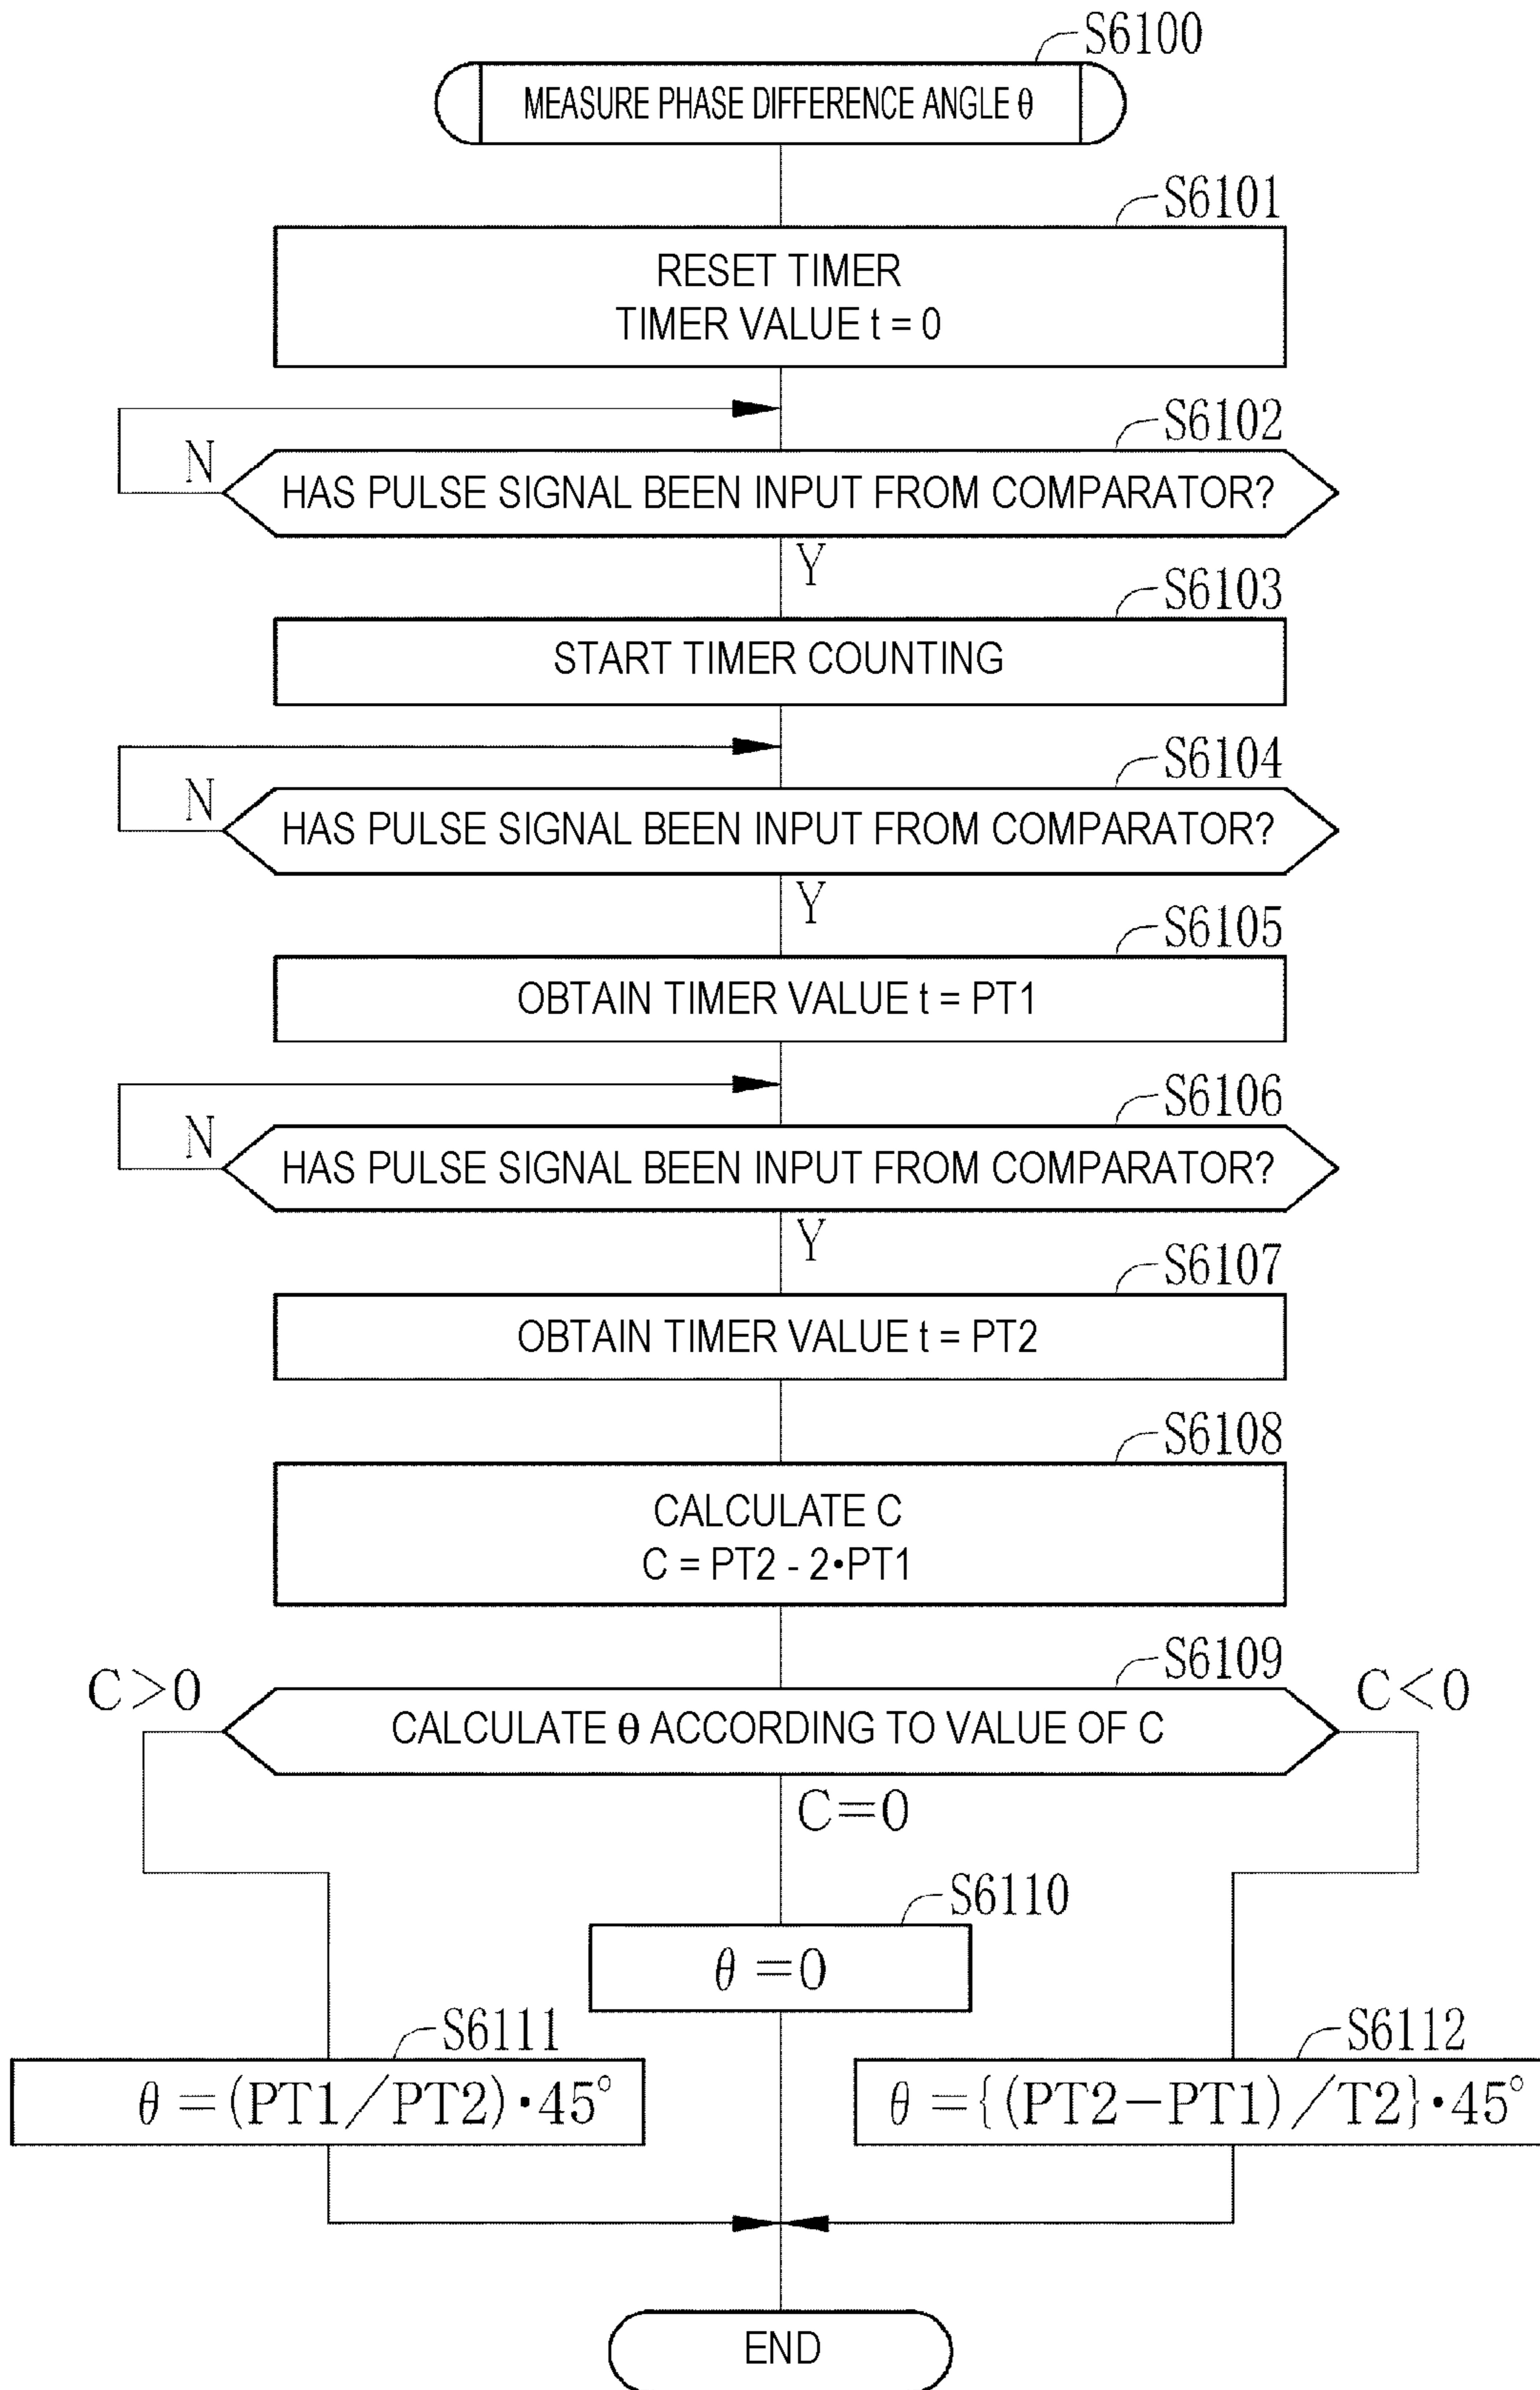 S6100
MEASURE PHASE DIFFERENCE ANGLE θ
S6101
RESET TIMER
TIMER VALUE t = 0
S6102
N
HAS PULSE SIGNAL BEEN INPUT FROM COMPARATOR?
Y
S6103
START TIMER COUNTING
S6104
N
HAS PULSE SIGNAL BEEN INPUT FROM COMPARATOR?
Y
S6105
OBTAIN TIMER VALUE t = PT1
S6106
N
HAS PULSE SIGNAL BEEN INPUT FROM COMPARATOR?
Y
S6107
OBTAIN TIMER VALUE t = PT2
S6108
CALCULATE C
C = PT2 - 2•PT1
S6109
C>0
C<0
CALCULATE θ ACCORDING TO VALUE OF C
C=0
S6110
θ=0
S6111
θ=(PT1/PT2)•45°
S6112
θ={(PT2-PT1)/T2}•45°
END